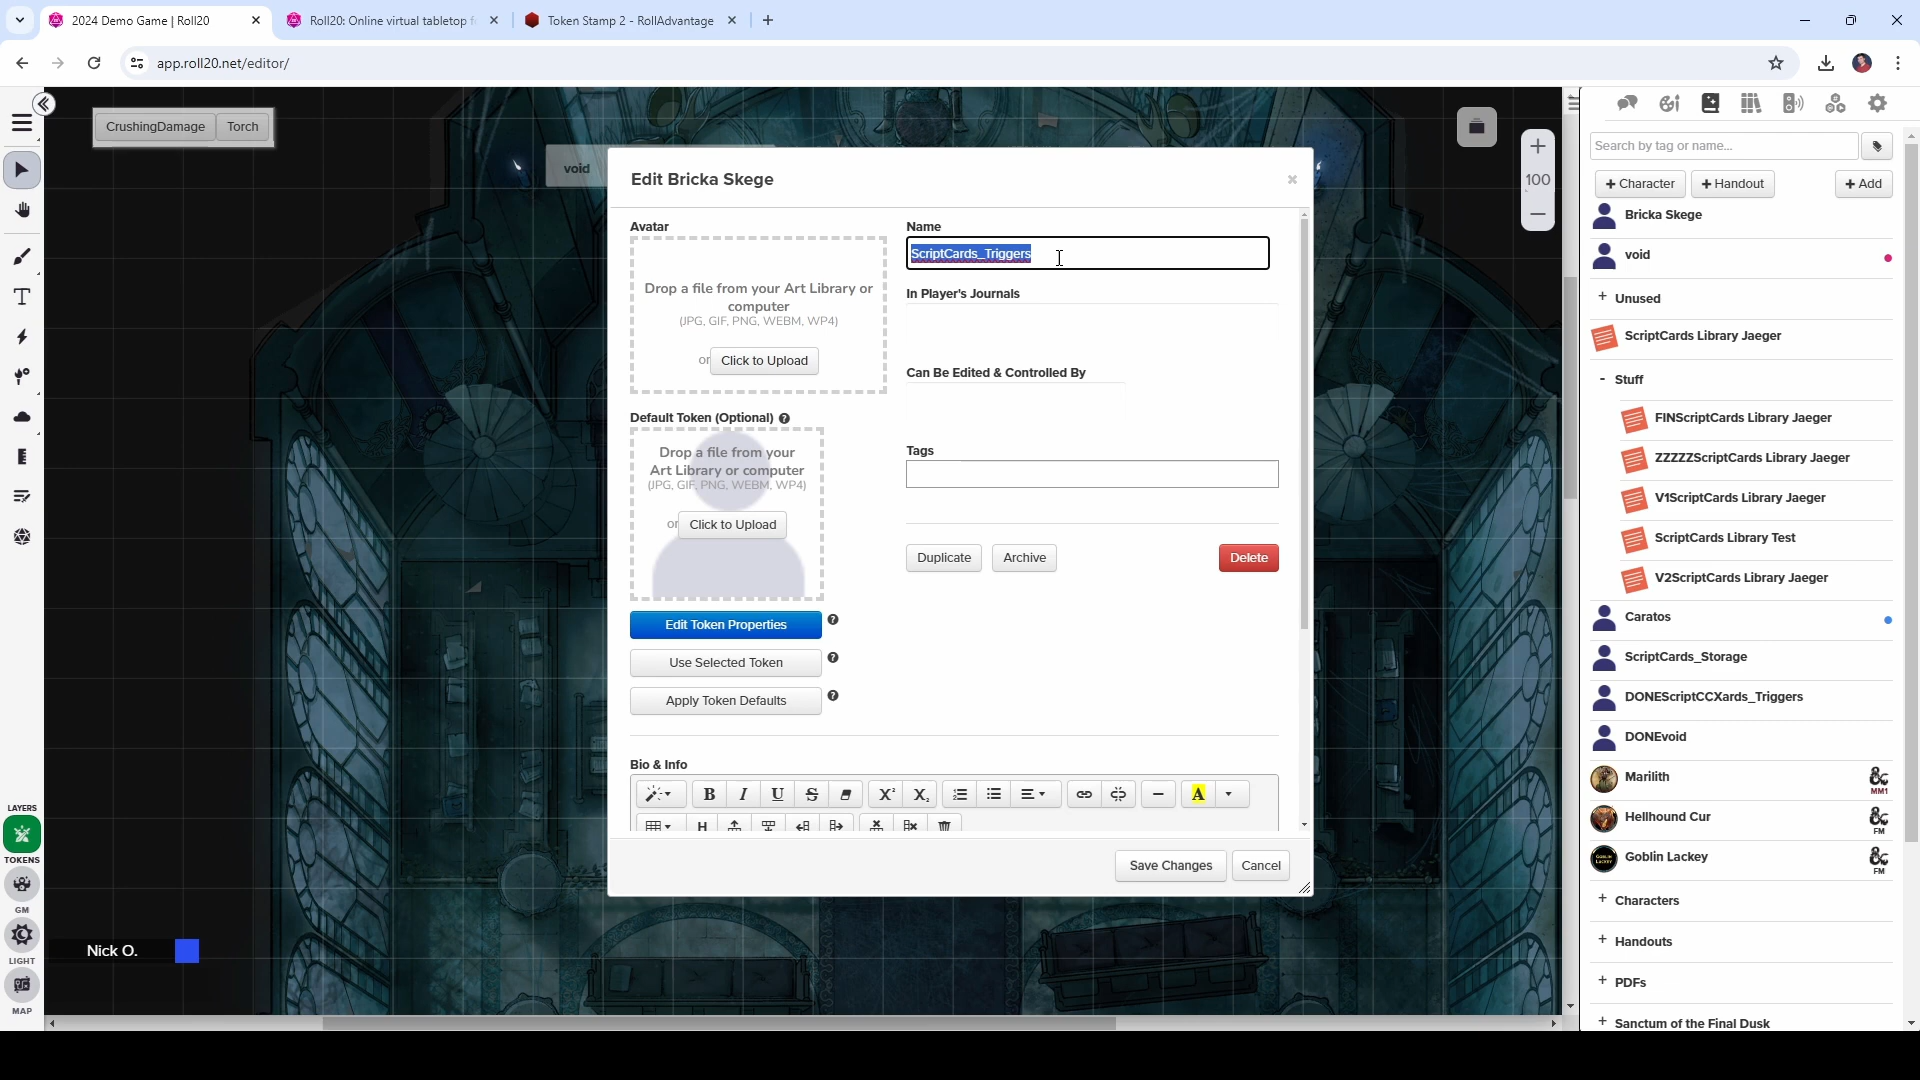 2024 Demo Game | Roll20
Roll20: Online virtual tabletop f
Token Stamp 2 - RollAdvantage
app.roll20.net/editor/
CrushingDamage
Torch
void
100
Edit Bricka Skege
Avatar
Drop a file from your Art Library or
computer
(JPG, GIF, PNG, WEBM, WP4)
or
Click to Upload
Default Token (Optional)
Drop a file from your
Art Library or computer
(JPG, GIF, PNG, WEBM, WP4)
or
Click to Upload
Edit Token Properties
Use Selected Token
Apply Token Defaults
Name
ScriptCards_Triggers
In Player's Journals
Can Be Edited & Controlled By
Tags
Duplicate
Archive
Delete
Bio & Info
B I U S
A
H
Save Changes
Cancel
Search by tag or name...
+ Character
+ Handout
+ Add
Bricka Skege
void
+ Unused
ScriptCards Library Jaeger
- Stuff
FINScriptCards Library Jaeger
ZZZZZScriptCards Library Jaeger
V1ScriptCards Library Jaeger
ScriptCards Library Test
V2ScriptCards Library Jaeger
Caratos
ScriptCards_Storage
DONEScriptCCXards_Triggers
DONEvoid
Marilith
MM1
Hellhound Cur
FM
Goblin Lackey
FM
+ Characters
+ Handouts
+ PDFs
+ Sanctum of the Final Dusk
LAYERS
TOKENS
GM
LIGHT
MAP
Nick O.